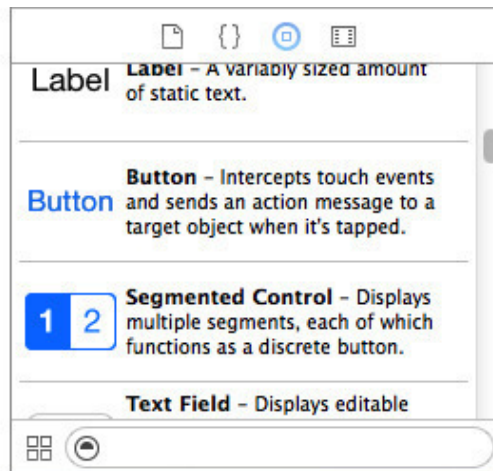 {}
Label
Label – A variably sized amount
of static text.
Button
Button – Intercepts touch events
and sends an action message to a
target object when it's tapped.
1 2
Segmented Control – Displays
multiple segments, each of which
functions as a discrete button.
Text Field – Displays editable